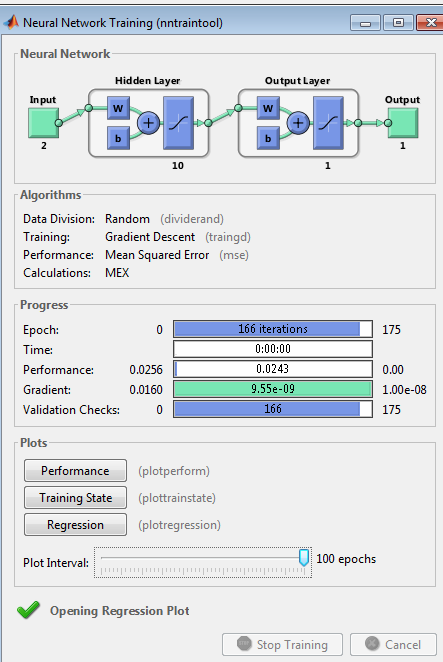 Neural Network Training (nntraintool)
Neural Network
Hidden Layer Output Layer
Input Output
W W
b b
+ +
2 10 1 1
Algorithms
Data Division: Random (dividerand)
Training: Gradient Descent (traingd)
Performance: Mean Squared Error (mse)
Calculations: MEX
Progress
Epoch: 0 166 iterations 175
Time: 0:00:00
Performance: 0.0256 0.0243 0.00
Gradient: 0.0160 9.55e-09 1.00e-08
Validation Checks: 0 166 175
Plots
Performance (plotperform)
Training State (plottrainstate)
Regression (plotregression)
Plot Interval: 100 epochs
Opening Regression Plot
Stop Training Cancel